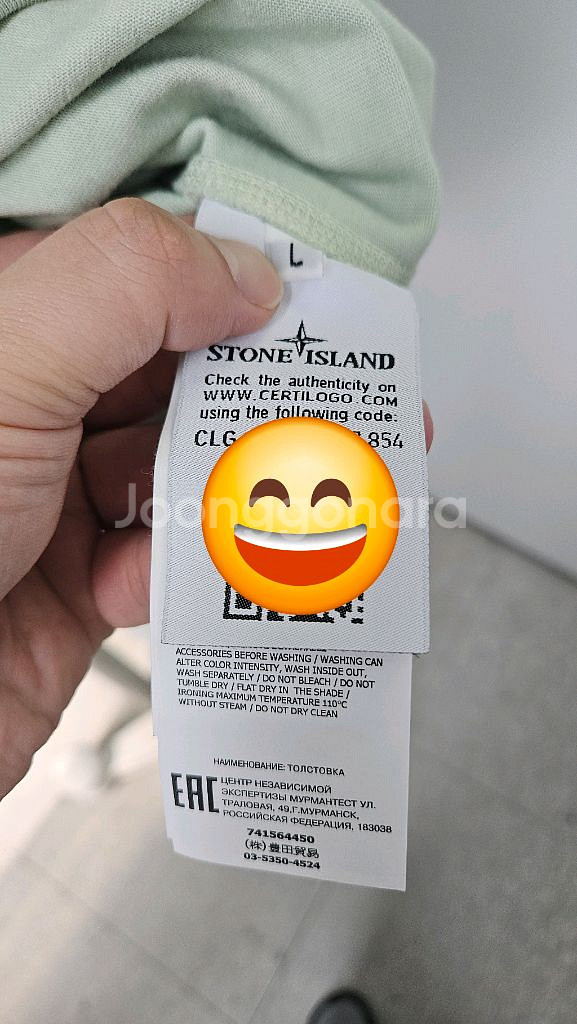 L
STONE ISLAND
Check the authenticity on
WWW.CERTILOGO.COM
using the following code:
CLG 854
Joonggonara
ACCESSORIES BEFORE WASHING / WASHING CAN
ALTER COLOR INTENSITY, WASH INSIDE OUT,
WASH SEPARATELY / DO NOT BLEACH / DO NOT
TUMBLE DRY / FLAT DRY IN THE SHADE /
IRONING MAXIMUM TEMPERATURE 110°C
WITHOUT STEAM / DO NOT DRY CLEAN
НАИМЕНОВАНИЕ: ТОЛСТОВКА
EAC ЦЕНТР НЕЗАВИСИМОЙ
ЭКСПЕРТИЗЫ МУРМАНТЕСТ УЛ.
ТРАЛОВАЯ, 49,Г.МУРМАНСК,
РОССИЙСКАЯ ФЕДЕРАЦИЯ, 183038
741564450
(株) 豊田貿易
03-5350-4524